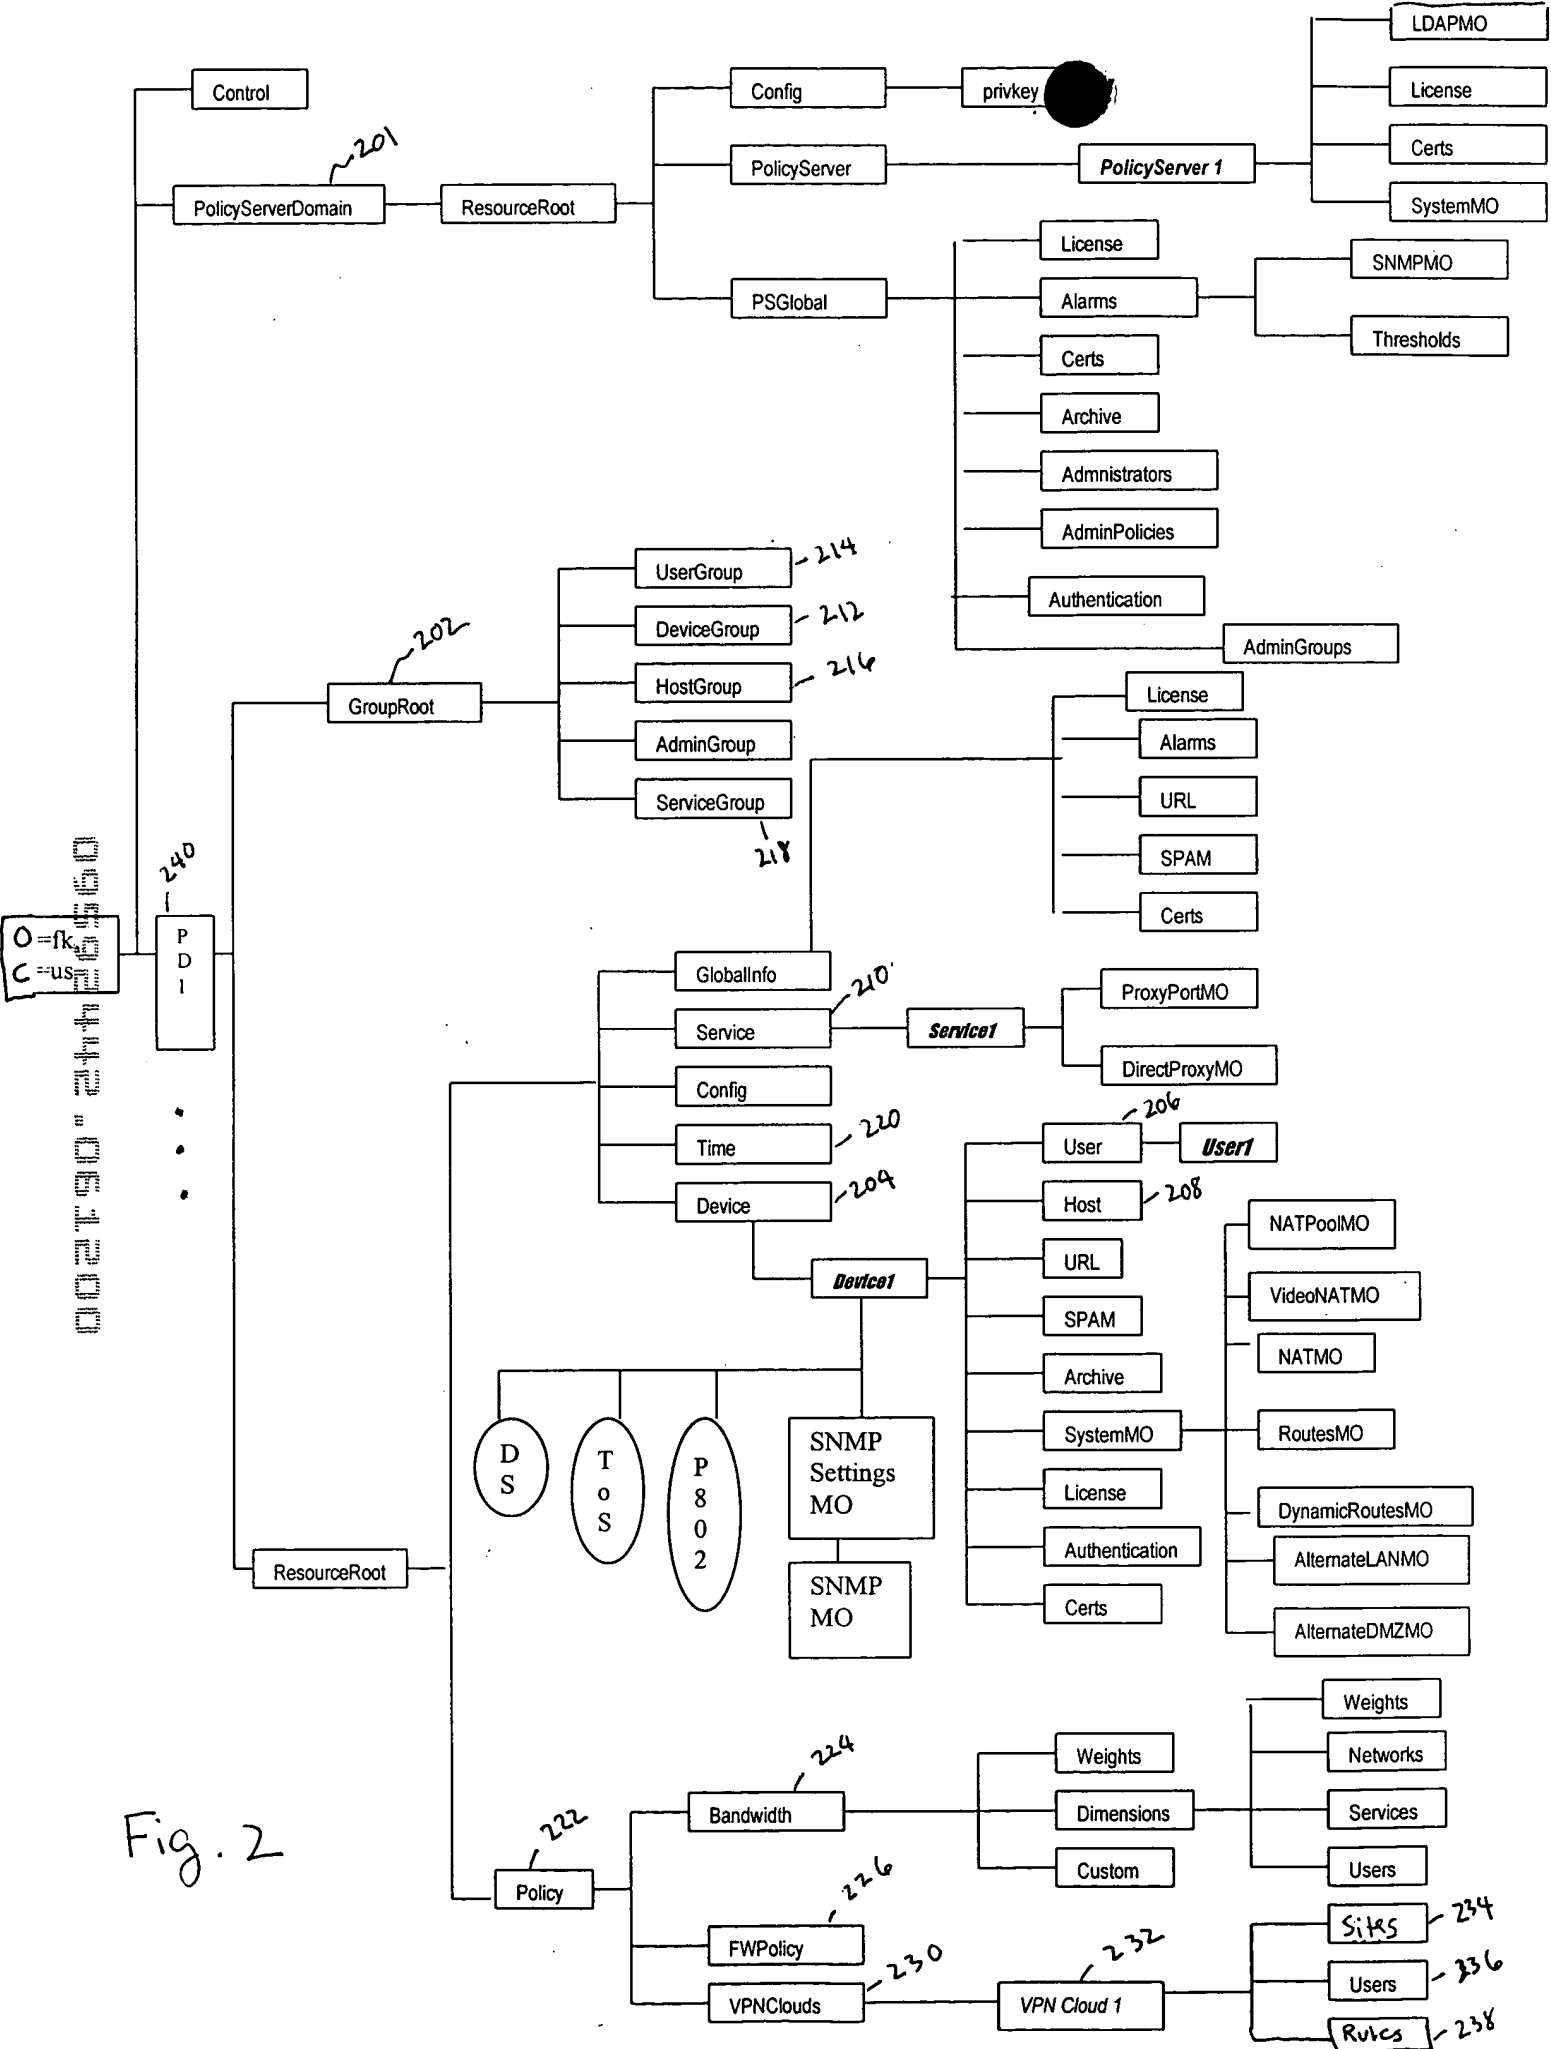 LDAPMO
Control
Config
privkey
License
201
PolicyServer
PolicyServer 1
Certs
PolicyServerDomain
ResourceRoot
SystemMO
License
SNMPMO
PSGlobal
Alarms
Thresholds
Certs
Archive
Admnistrators
AdminPolicies
UserGroup
214
Authentication
DeviceGroup
212
202
AdminGroups
HostGroup
216
GroupRoot
License
AdminGroup
Alarms
ServiceGroup
URL
218
240
SPAM
Certs
O=fk,
C=us
P
D
1
GlobalInfo
210
ProxyPortMO
Service
Service1
DirectProxyMO
Config
206
Time
220
User
User1
Device
204
Host
208
NATPoolMO
URL
Device1
VideoNATMO
SPAM
NATMO
Archive
D
S
T
o
S
P
8
0
2
SNMP
Settings
MO
SystemMO
RoutesMO
License
DynamicRoutesMO
Authentication
AlternateLANMO
ResourceRoot
SNMP
MO
Certs
AlternateDMZMO
Weights
224
Weights
Networks
Bandwidth
Dimensions
Services
222
Custom
Users
Policy
226
Sites
234
FWPolicy
230
232
Users
236
VPNClouds
VPN Cloud 1
Rules
238
Fig. 2
09592442.061200